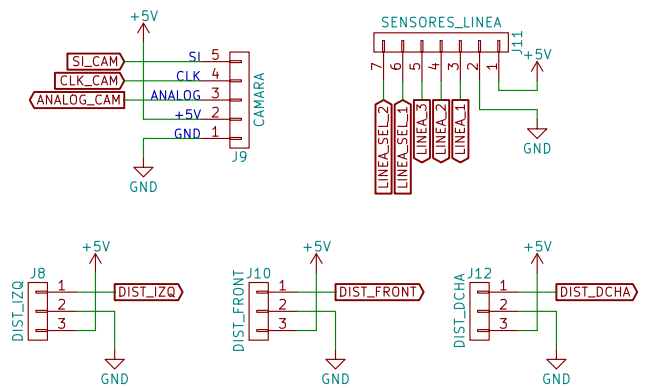 +5V
SI_CAM
SI
5
CLK_CAM
CLK
4
ANALOG_CAM
ANALOG
3
+5V
2
GND
1
CAMARA
J9
GND
SENSORES_LINEA
J11
7
6
5
4
3
2
1
+5V
LINEA_SEL_2
LINEA_SEL_1
LINEA_3
LINEA_2
LINEA_1
GND
+5V
J8
1
2
3
DIST_IZQ
DIST_IZQ
GND
+5V
J10
1
2
3
DIST_FRONT
DIST_FRONT
GND
+5V
J12
1
2
3
DIST_DCHA
DIST_DCHA
GND